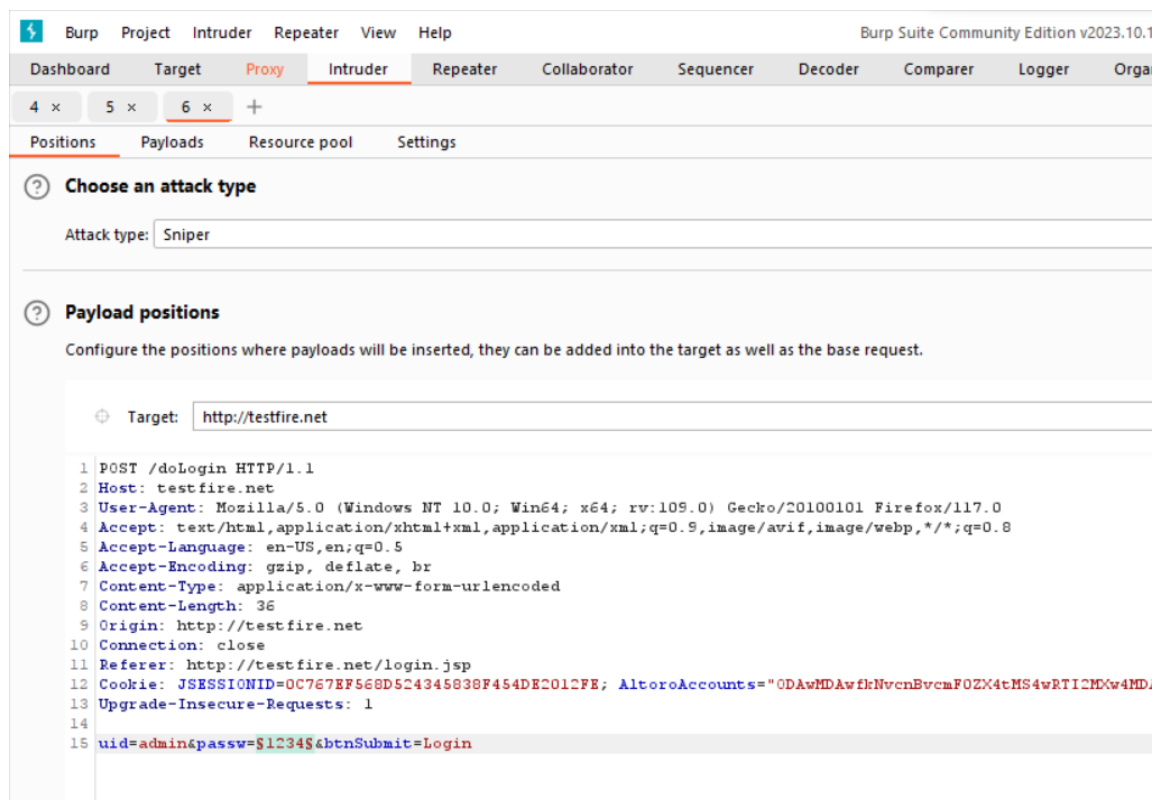 Burp Project Intruder Repeater View Help Burp Suite Community Edition v2023.10.1
Dashboard Target Proxy Intruder Repeater Collaborator Sequencer Decoder Comparer Logger Orga
4 × 5 × 6 × +
Positions Payloads Resource pool Settings
? Choose an attack type
Attack type: Sniper
? Payload positions
Configure the positions where payloads will be inserted, they can be added into the target as well as the base request.
Target: http://testfire.net
1 POST /doLogin HTTP/1.1
2 Host: testfire.net
3 User-Agent: Mozilla/5.0 (Windows NT 10.0; Win64; x64; rv:109.0) Gecko/20100101 Firefox/117.0
4 Accept: text/html,application/xhtml+xml,application/xml;q=0.9,image/avif,image/webp,*/*;q=0.8
5 Accept-Language: en-US,en;q=0.5
6 Accept-Encoding: gzip, deflate, br
7 Content-Type: application/x-www-form-urlencoded
8 Content-Length: 36
9 Origin: http://testfire.net
10 Connection: close
11 Referer: http://testfire.net/login.jsp
12 Cookie: JSESSIONID=0C767EF568D524345838F454DE2012FE; AltoroAccounts="ODAwMDAwfkNvcnBvcmF0ZX4tMS4wRTI2MXw4MDA
13 Upgrade-Insecure-Requests: 1
14
15 uid=admin&passw=§1234§&btnSubmit=Login